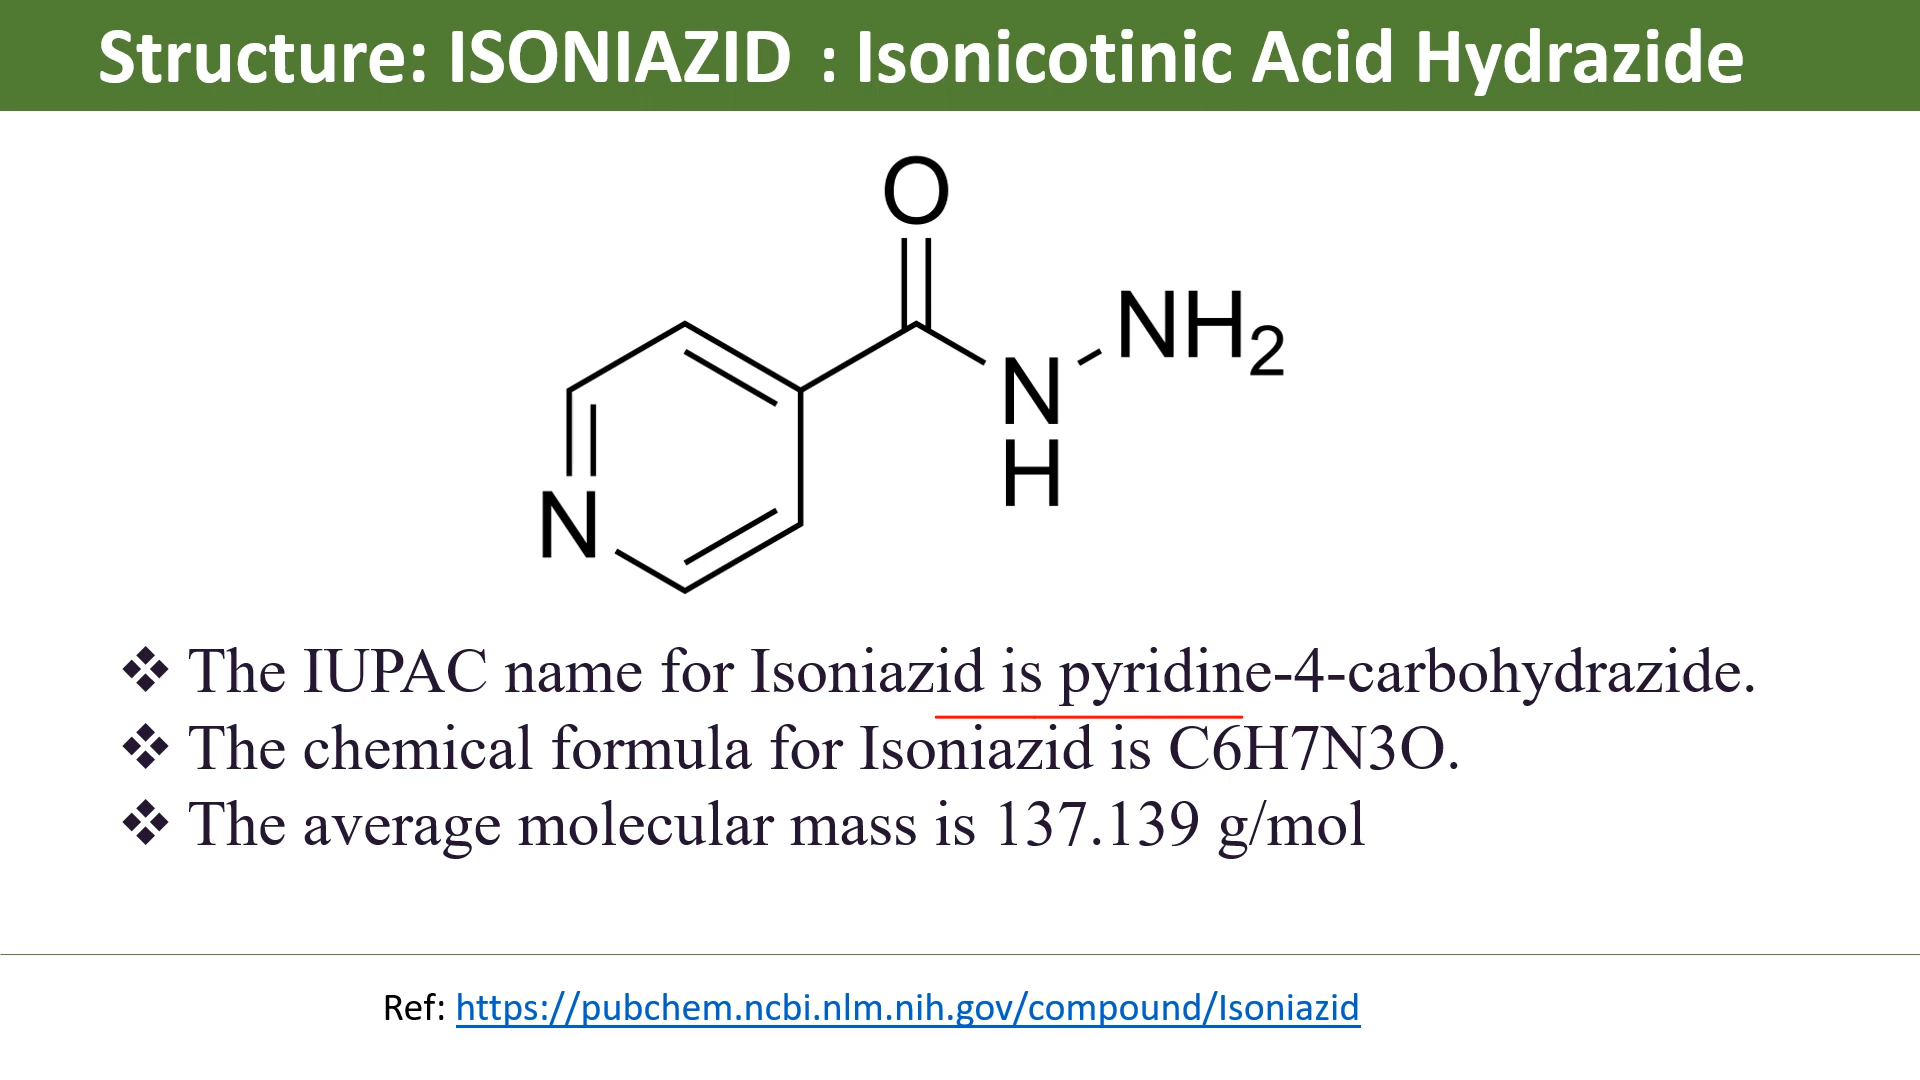 Structure: ISONIAZID : Isonicotinic Acid Hydrazide
O
NH2
N
H
N
❖ The IUPAC name for Isoniazid is pyridine-4-carbohydrazide.
❖ The chemical formula for Isoniazid is C6H7N3O.
❖ The average molecular mass is 137.139 g/mol
Ref: https://pubchem.ncbi.nlm.nih.gov/compound/Isoniazid